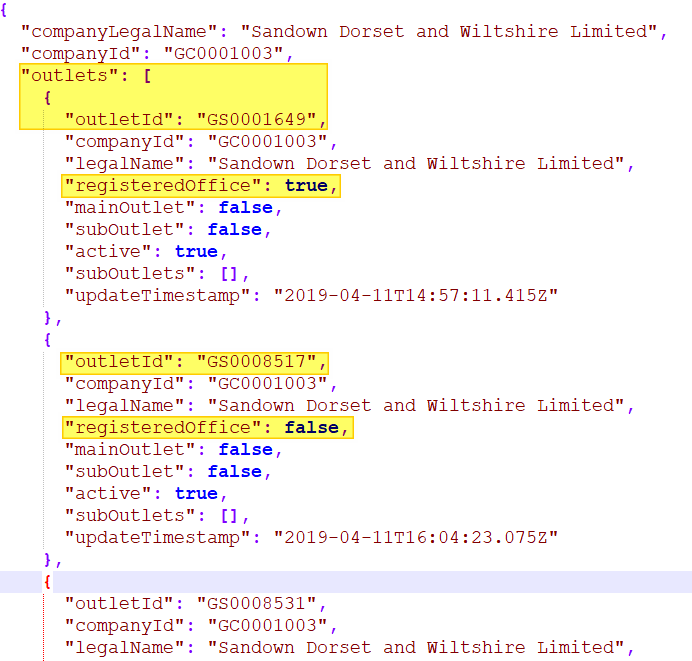 {
"companyLegalName": "Sandown Dorset and Wiltshire Limited",
"companyId": "GC0001003",
"outlets": [
{
"outletId": "GS0001649",
"companyId": "GC0001003",
"legalName": "Sandown Dorset and Wiltshire Limited",
"registeredOffice": true,
"mainOutlet": false,
"subOutlet": false,
"active": true,
"subOutlets": [],
"updateTimestamp": "2019-04-11T14:57:11.415Z"
},
{
"outletId": "GS0008517",
"companyId": "GC0001003",
"legalName": "Sandown Dorset and Wiltshire Limited",
"registeredOffice": false,
"mainOutlet": false,
"subOutlet": false,
"active": true,
"subOutlets": [],
"updateTimestamp": "2019-04-11T16:04:23.075Z"
},
{
"outletId": "GS0008531",
"companyId": "GC0001003",
"legalName": "Sandown Dorset and Wiltshire Limited",